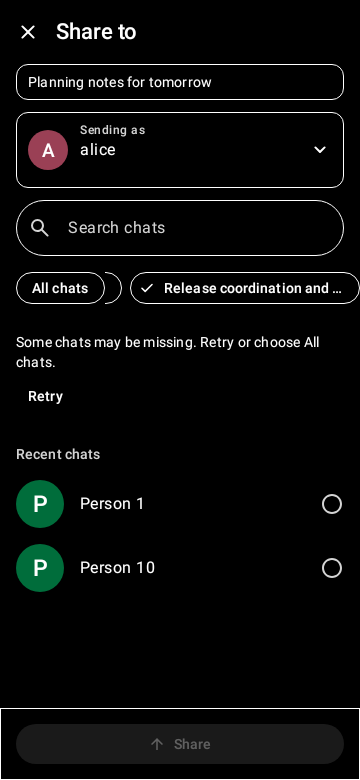 Share to
Planning notes for tomorrow
Sending as
A
alice
Search chats
All chats
Release coordination and ...
Some chats may be missing. Retry or choose All
chats.
Retry
Recent chats
P
Person 1
P
Person 10
Share